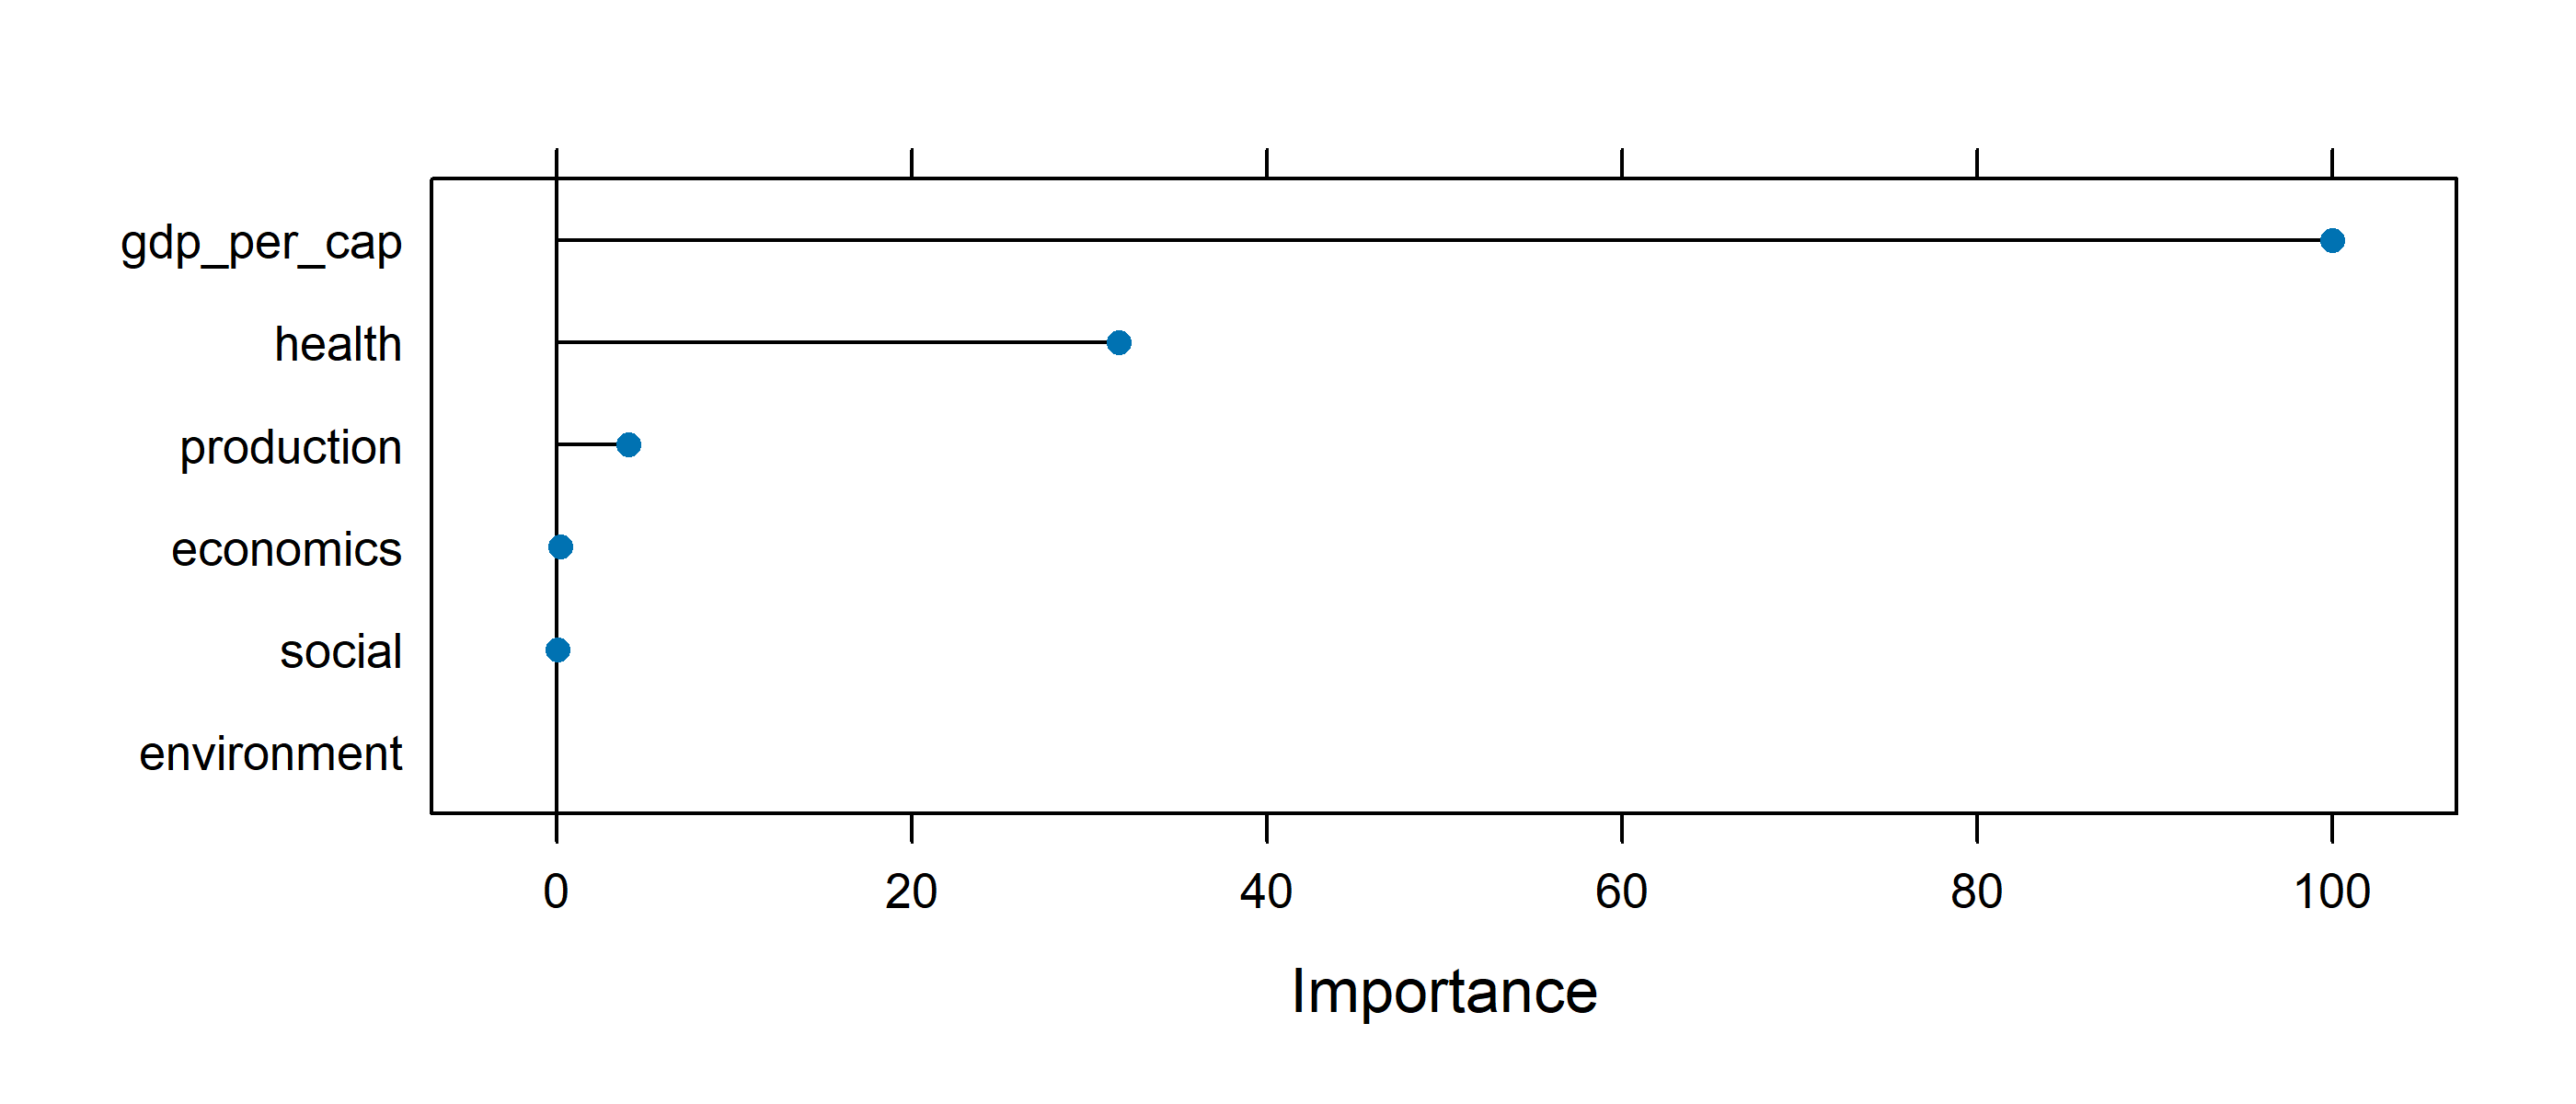 gdp_per_cap
health
production
economics
social
environment
0 20 40 60 80 100
Importance